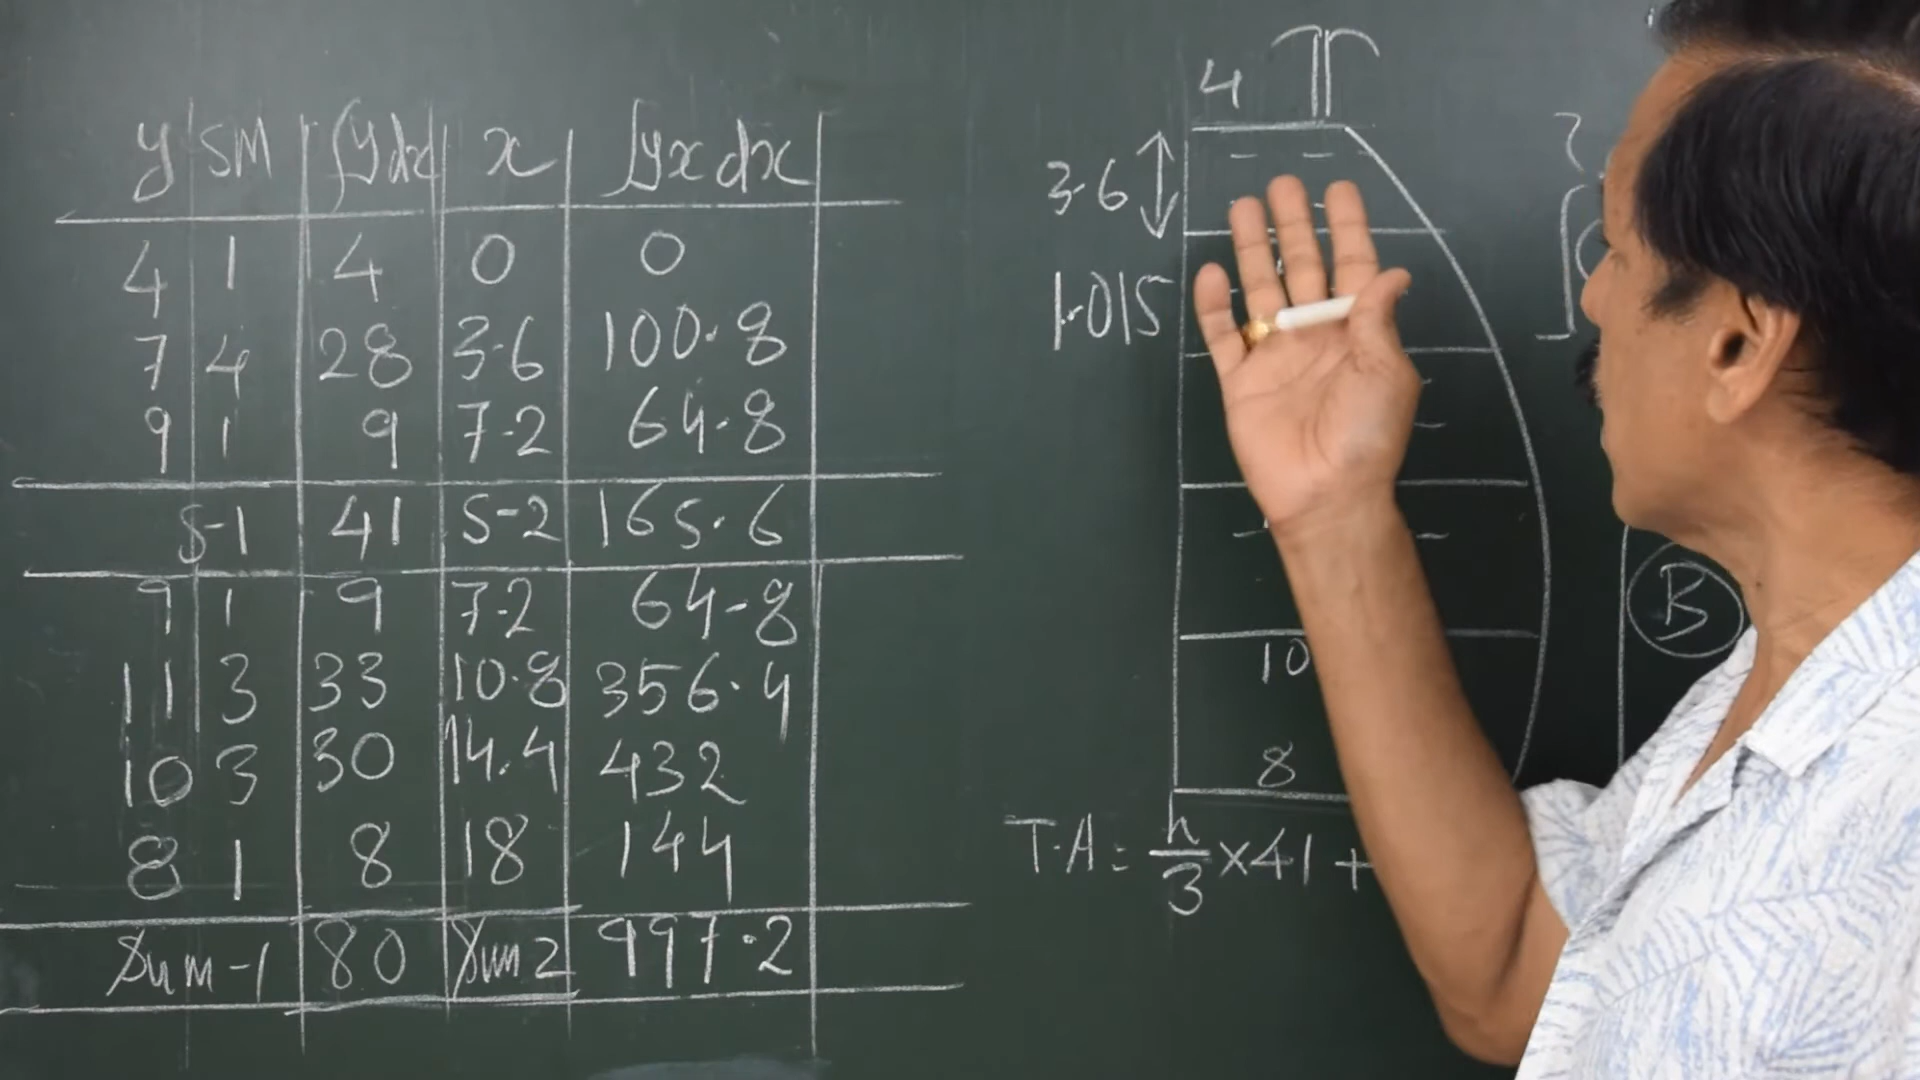 y SM ∫ydx x ∫yxdx
4 1 4 0 0
7 4 28 3.6 100.8
9 1 9 7.2 64.8
S-1 41 S-2 165.6
9 1 9 7.2 64.8
11 3 33 10.8 356.4
10 3 30 14.4 432
8 1 8 18 144
Sum-1 80 Sum 2 997.2
4
3.6
1.015
10
8
T.A = h/3 × 41 +
B